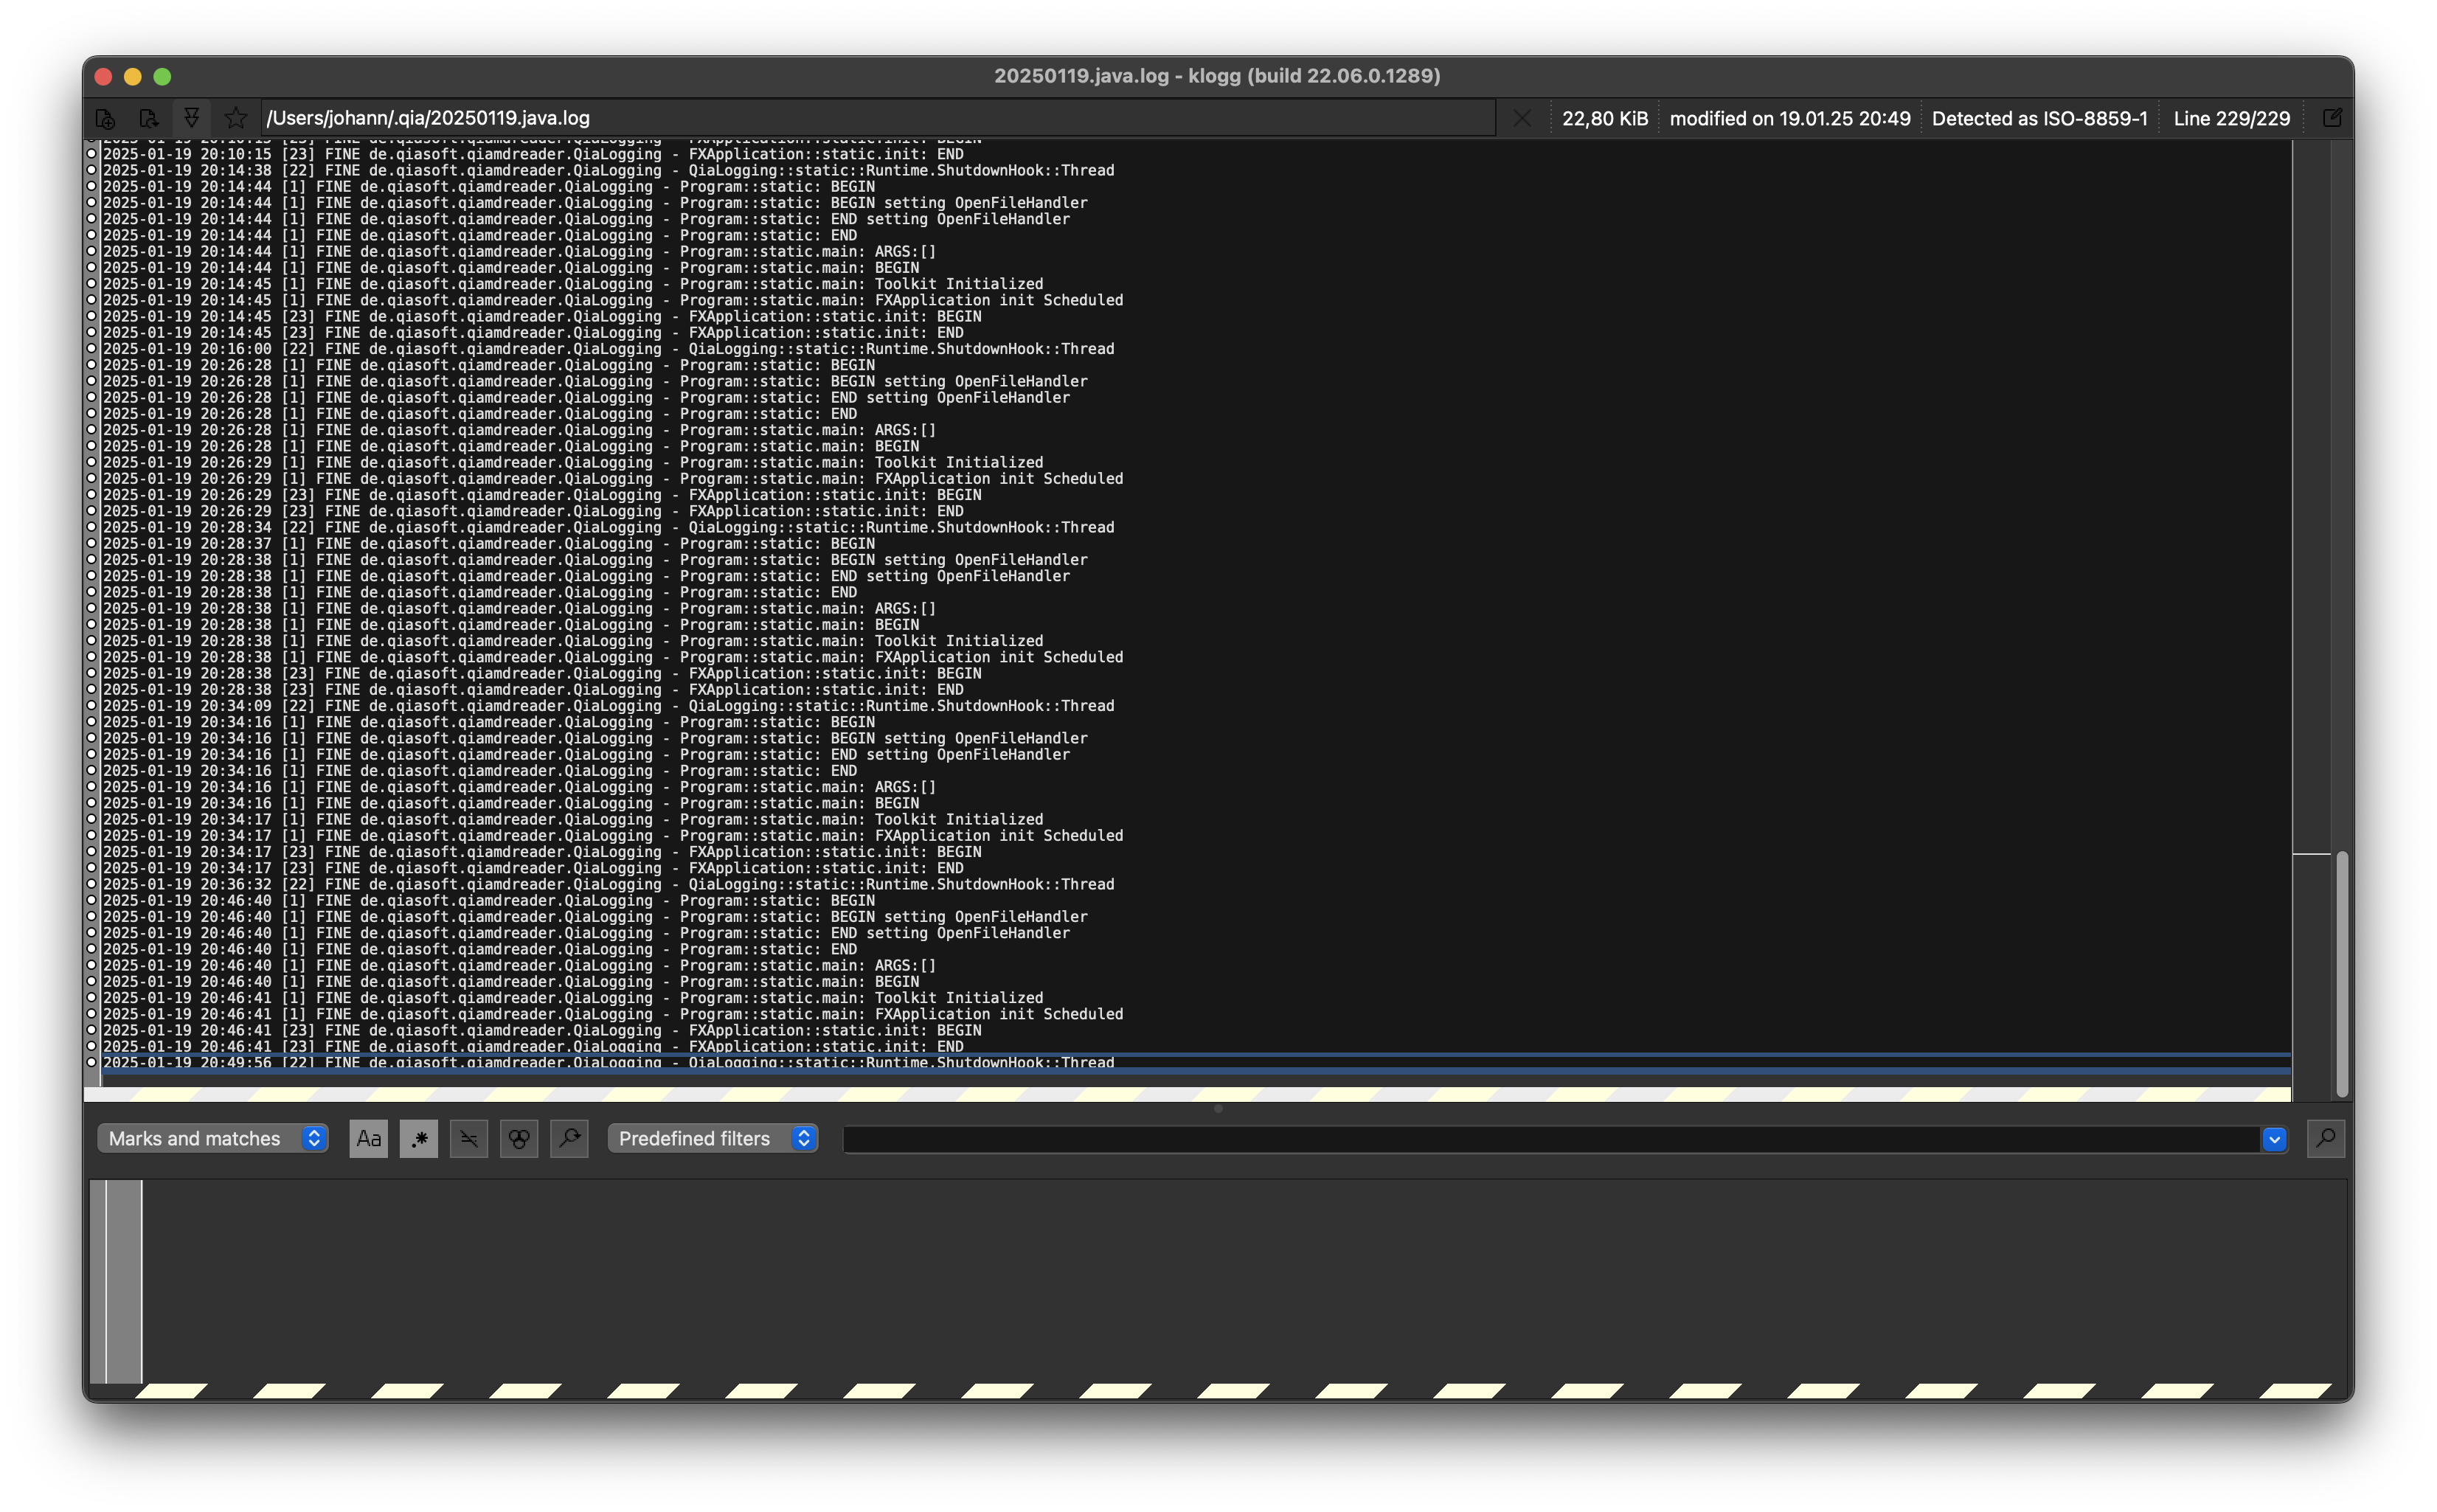 20250119.java.log - klogg (build 22.06.0.1289)
/Users/johann/.qia/20250119.java.log
22,80 KiB
modified on 19.01.25 20:49
Detected as ISO-8859-1
Line 229/229
2025-01-19 20:10:15 [23] FINE de.qiasoft.qiamdreader.QiaLogging - FXApplication::static.init: BEGIN
2025-01-19 20:10:15 [23] FINE de.qiasoft.qiamdreader.QiaLogging - FXApplication::static.init: END
2025-01-19 20:14:38 [22] FINE de.qiasoft.qiamdreader.QiaLogging - QiaLogging::static::Runtime.ShutdownHook::Thread
2025-01-19 20:14:44 [1] FINE de.qiasoft.qiamdreader.QiaLogging - Program::static: BEGIN
2025-01-19 20:14:44 [1] FINE de.qiasoft.qiamdreader.QiaLogging - Program::static: BEGIN setting OpenFileHandler
2025-01-19 20:14:44 [1] FINE de.qiasoft.qiamdreader.QiaLogging - Program::static: END setting OpenFileHandler
2025-01-19 20:14:44 [1] FINE de.qiasoft.qiamdreader.QiaLogging - Program::static: END
2025-01-19 20:14:44 [1] FINE de.qiasoft.qiamdreader.QiaLogging - Program::static.main: ARGS:[]
2025-01-19 20:14:44 [1] FINE de.qiasoft.qiamdreader.QiaLogging - Program::static.main: BEGIN
2025-01-19 20:14:45 [1] FINE de.qiasoft.qiamdreader.QiaLogging - Program::static.main: Toolkit Initialized
2025-01-19 20:14:45 [1] FINE de.qiasoft.qiamdreader.QiaLogging - Program::static.main: FXApplication init Scheduled
2025-01-19 20:14:45 [23] FINE de.qiasoft.qiamdreader.QiaLogging - FXApplication::static.init: BEGIN
2025-01-19 20:14:45 [23] FINE de.qiasoft.qiamdreader.QiaLogging - FXApplication::static.init: END
2025-01-19 20:16:00 [22] FINE de.qiasoft.qiamdreader.QiaLogging - QiaLogging::static::Runtime.ShutdownHook::Thread
2025-01-19 20:26:28 [1] FINE de.qiasoft.qiamdreader.QiaLogging - Program::static: BEGIN
2025-01-19 20:26:28 [1] FINE de.qiasoft.qiamdreader.QiaLogging - Program::static: BEGIN setting OpenFileHandler
2025-01-19 20:26:28 [1] FINE de.qiasoft.qiamdreader.QiaLogging - Program::static: END setting OpenFileHandler
2025-01-19 20:26:28 [1] FINE de.qiasoft.qiamdreader.QiaLogging - Program::static: END
2025-01-19 20:26:28 [1] FINE de.qiasoft.qiamdreader.QiaLogging - Program::static.main: ARGS:[]
2025-01-19 20:26:28 [1] FINE de.qiasoft.qiamdreader.QiaLogging - Program::static.main: BEGIN
2025-01-19 20:26:29 [1] FINE de.qiasoft.qiamdreader.QiaLogging - Program::static.main: Toolkit Initialized
2025-01-19 20:26:29 [1] FINE de.qiasoft.qiamdreader.QiaLogging - Program::static.main: FXApplication init Scheduled
2025-01-19 20:26:29 [23] FINE de.qiasoft.qiamdreader.QiaLogging - FXApplication::static.init: BEGIN
2025-01-19 20:26:29 [23] FINE de.qiasoft.qiamdreader.QiaLogging - FXApplication::static.init: END
2025-01-19 20:28:34 [22] FINE de.qiasoft.qiamdreader.QiaLogging - QiaLogging::static::Runtime.ShutdownHook::Thread
2025-01-19 20:28:37 [1] FINE de.qiasoft.qiamdreader.QiaLogging - Program::static: BEGIN
2025-01-19 20:28:38 [1] FINE de.qiasoft.qiamdreader.QiaLogging - Program::static: BEGIN setting OpenFileHandler
2025-01-19 20:28:38 [1] FINE de.qiasoft.qiamdreader.QiaLogging - Program::static: END setting OpenFileHandler
2025-01-19 20:28:38 [1] FINE de.qiasoft.qiamdreader.QiaLogging - Program::static: END
2025-01-19 20:28:38 [1] FINE de.qiasoft.qiamdreader.QiaLogging - Program::static.main: ARGS:[]
2025-01-19 20:28:38 [1] FINE de.qiasoft.qiamdreader.QiaLogging - Program::static.main: BEGIN
2025-01-19 20:28:38 [1] FINE de.qiasoft.qiamdreader.QiaLogging - Program::static.main: Toolkit Initialized
2025-01-19 20:28:38 [1] FINE de.qiasoft.qiamdreader.QiaLogging - Program::static.main: FXApplication init Scheduled
2025-01-19 20:28:38 [23] FINE de.qiasoft.qiamdreader.QiaLogging - FXApplication::static.init: BEGIN
2025-01-19 20:28:38 [23] FINE de.qiasoft.qiamdreader.QiaLogging - FXApplication::static.init: END
2025-01-19 20:34:09 [22] FINE de.qiasoft.qiamdreader.QiaLogging - QiaLogging::static::Runtime.ShutdownHook::Thread
2025-01-19 20:34:16 [1] FINE de.qiasoft.qiamdreader.QiaLogging - Program::static: BEGIN
2025-01-19 20:34:16 [1] FINE de.qiasoft.qiamdreader.QiaLogging - Program::static: BEGIN setting OpenFileHandler
2025-01-19 20:34:16 [1] FINE de.qiasoft.qiamdreader.QiaLogging - Program::static: END setting OpenFileHandler
2025-01-19 20:34:16 [1] FINE de.qiasoft.qiamdreader.QiaLogging - Program::static: END
2025-01-19 20:34:16 [1] FINE de.qiasoft.qiamdreader.QiaLogging - Program::static.main: ARGS:[]
2025-01-19 20:34:16 [1] FINE de.qiasoft.qiamdreader.QiaLogging - Program::static.main: BEGIN
2025-01-19 20:34:17 [1] FINE de.qiasoft.qiamdreader.QiaLogging - Program::static.main: Toolkit Initialized
2025-01-19 20:34:17 [1] FINE de.qiasoft.qiamdreader.QiaLogging - Program::static.main: FXApplication init Scheduled
2025-01-19 20:34:17 [23] FINE de.qiasoft.qiamdreader.QiaLogging - FXApplication::static.init: BEGIN
2025-01-19 20:34:17 [23] FINE de.qiasoft.qiamdreader.QiaLogging - FXApplication::static.init: END
2025-01-19 20:36:32 [22] FINE de.qiasoft.qiamdreader.QiaLogging - QiaLogging::static::Runtime.ShutdownHook::Thread
2025-01-19 20:46:40 [1] FINE de.qiasoft.qiamdreader.QiaLogging - Program::static: BEGIN
2025-01-19 20:46:40 [1] FINE de.qiasoft.qiamdreader.QiaLogging - Program::static: BEGIN setting OpenFileHandler
2025-01-19 20:46:40 [1] FINE de.qiasoft.qiamdreader.QiaLogging - Program::static: END setting OpenFileHandler
2025-01-19 20:46:40 [1] FINE de.qiasoft.qiamdreader.QiaLogging - Program::static: END
2025-01-19 20:46:40 [1] FINE de.qiasoft.qiamdreader.QiaLogging - Program::static.main: ARGS:[]
2025-01-19 20:46:40 [1] FINE de.qiasoft.qiamdreader.QiaLogging - Program::static.main: BEGIN
2025-01-19 20:46:41 [1] FINE de.qiasoft.qiamdreader.QiaLogging - Program::static.main: Toolkit Initialized
2025-01-19 20:46:41 [1] FINE de.qiasoft.qiamdreader.QiaLogging - Program::static.main: FXApplication init Scheduled
2025-01-19 20:46:41 [23] FINE de.qiasoft.qiamdreader.QiaLogging - FXApplication::static.init: BEGIN
2025-01-19 20:46:41 [23] FINE de.qiasoft.qiamdreader.QiaLogging - FXApplication::static.init: END
2025-01-19 20:49:56 [22] FINE de.qiasoft.qiamdreader.QiaLogging - QiaLogging::static::Runtime.ShutdownHook::Thread
Marks and matches
Aa
.*
Predefined filters